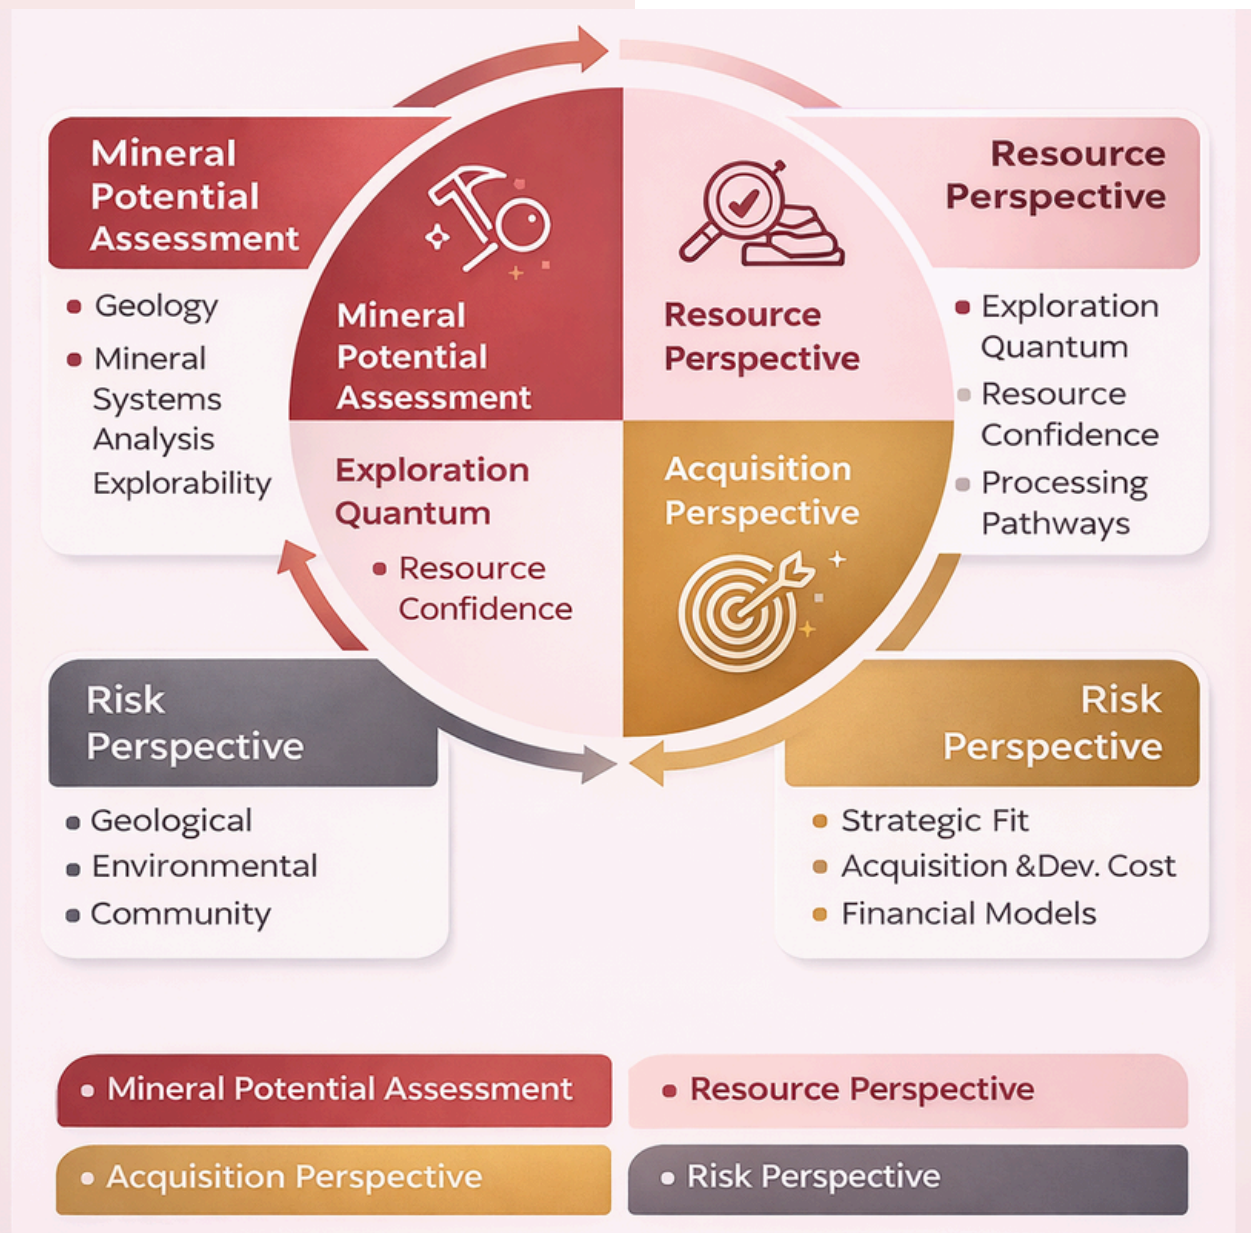 Mineral
Potential
Assessment
Geology
Mineral
Systems
Analysis
Explorability
Mineral
Potential
Assessment
Resource
Perspective
Resource
Perspective
Exploration
Quantum
Resource
Confidence
Processing
Pathways
Exploration
Quantum
Resource
Confidence
Acquisition
Perspective
Risk
Perspective
Geological
Environmental
Community
Risk
Perspective
Strategic Fit
Acquisition &Dev. Cost
Financial Models
Mineral Potential Assessment
Resource Perspective
Acquisition Perspective
Risk Perspective